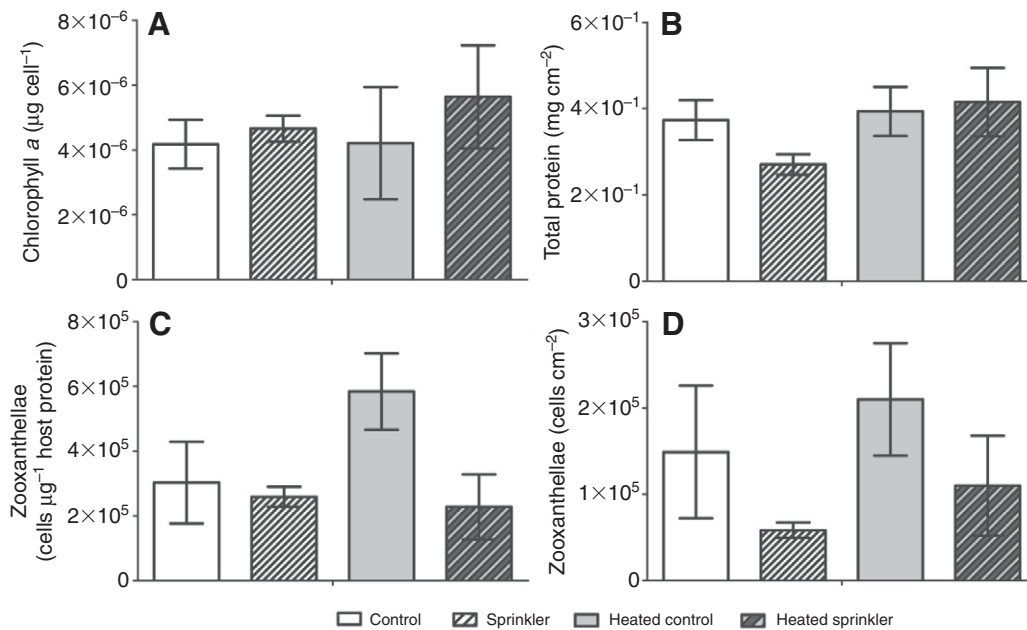 A
Chlorophyll a (μg cell⁻¹)
8×10⁻⁶
6×10⁻⁶
4×10⁻⁶
2×10⁻⁶
0
B
Total protein (mg cm⁻²)
6×10⁻¹
4×10⁻¹
2×10⁻¹
0
C
Zooxanthellae
(cells μg⁻¹ host protein)
8×10⁵
6×10⁵
4×10⁵
2×10⁵
0
D
Zooxanthellae (cells cm⁻²)
3×10⁵
2×10⁵
1×10⁵
0
Control Sprinkler Heated control Heated sprinkler